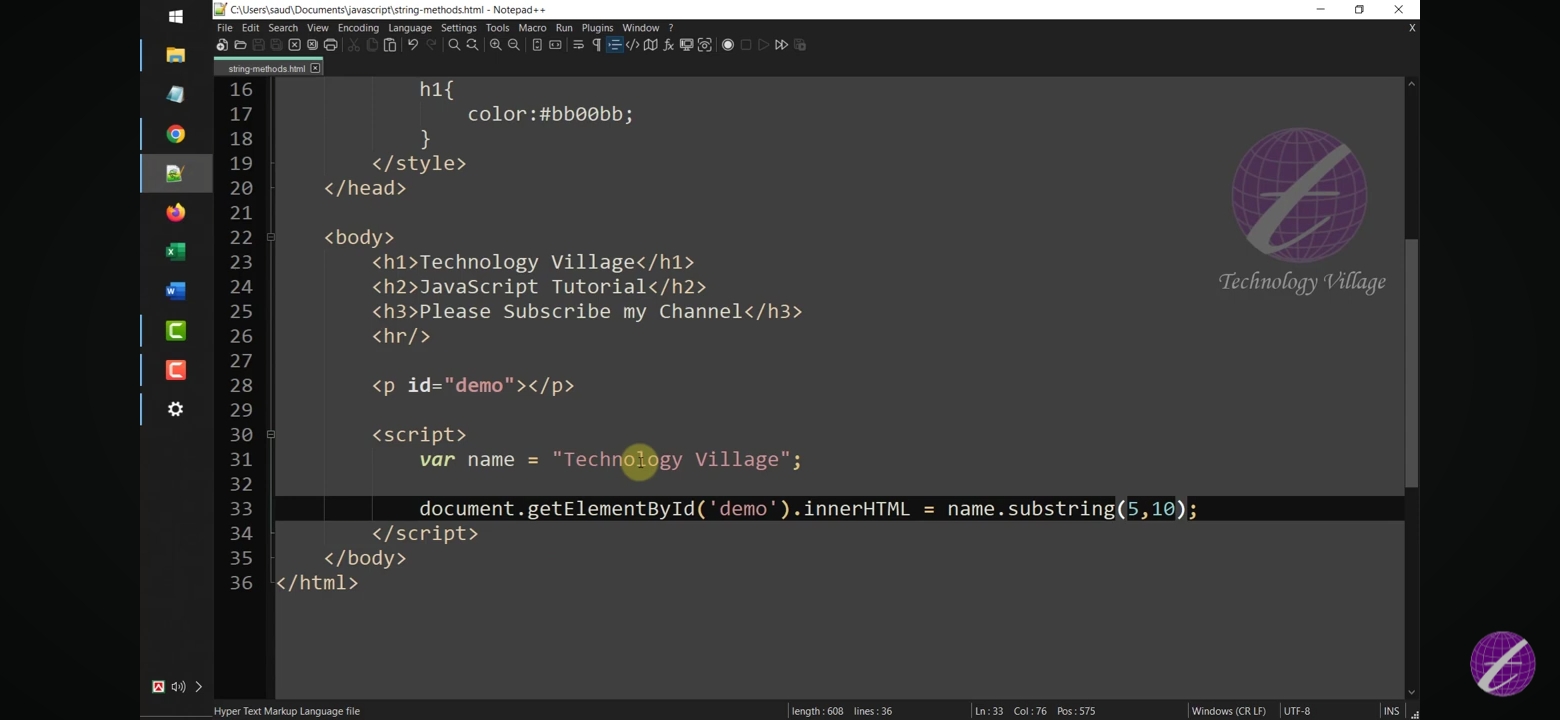 C:\Users\saud\Documents\javascript\string-methods.html - Notepad++
File Edit Search View Encoding Language Settings Tools Macro Run Plugins Window ? X
string-methods.html
16 h1{
17 color:#bb00bb;
18 }
19 </style>
20 </head>
21
22 <body>
23 <h1>Technology Village</h1>
24 <h2>JavaScript Tutorial</h2>
25 <h3>Please Subscribe my Channel</h3>
26 <hr/>
27
28 <p id="demo"></p>
29
30 <script>
31 var name = "Technology Village";
32
33 document.getElementById('demo').innerHTML = name.substring(5,10);
34 </script>
35 </body>
36 </html>
Technology Village
Hyper Text Markup Language file length : 608 lines : 36 Ln : 33 Col : 76 Pos : 575 Windows (CR LF) UTF-8 INS